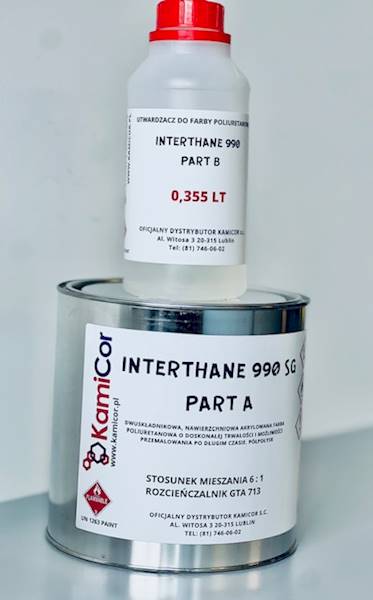 UTWARDZACZ DO FARBY POLIURETANOWEJ
INTERTHANE 990
PART B
0,355 LT
OFICJALNY DYSTRYBUTOR KAMICOR S.C.
Al. Witosa 3 20-315 Lublin
Tel: (81) 746-06-02
KamiCor
www.kamicor.pl
INTERTHANE 990 SG
PART A
DWUSKŁADNIKOWA, NAWIERZCHNIOWA AKRYLOWANA FARBA
POLIURETANOWA O DOSKONAŁEJ TRWAŁOŚCI I MOŻLIWOŚCI
PRZEMALOWANIA PO DŁUGIM CZASIE. PÓŁPOŁYSK
STOSUNEK MIESZANIA 6 : 1
ROZCIEŃCZALNIK GTA 713
FLAMMABLE
UN 1263 PAINT
OFICJALNY DYSTRYBUTOR KAMICOR S.C.
AL. WITOSA 3 20-315 LUBLIN
TEL: (81) 746-06-02